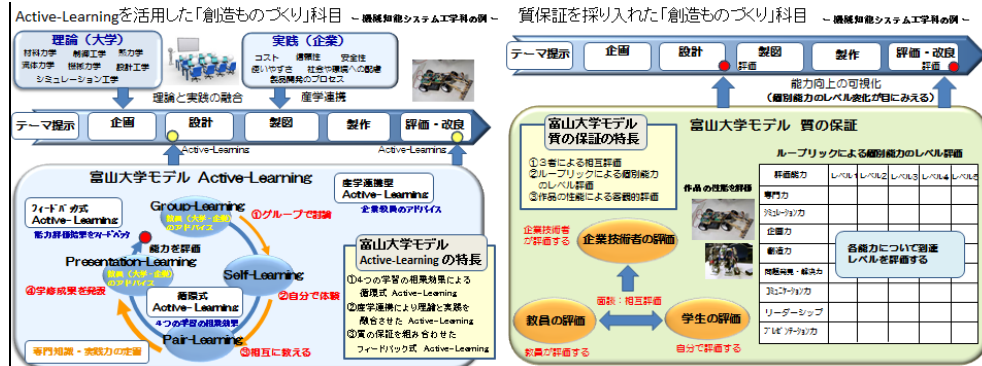 Active-Learningを活用した「創造ものづくり」科目 ～機械知能システム工学科の例～
理論（大学）
材料力学 制御工学 熱力学
流体力学 機械力学 設計工学
シミュレーション工学
実践（企業）
コスト 信頼性 安全性
使いやすさ 社会や環境への配慮
製品開発のプロセス
理論と実践の融合
産学連携
テーマ提示
企画
設計
製図
製作
評価・改良
Active-Learning
Active-Learning
富山大学モデル Active-Learning
フィードバック式
Active-Learning
能力評価結果をフィードバック
産学連携型
Active-Learning
企業教員のアドバイス
Group-Learning
教員（大学・企業）
のアドバイス
①グループで討論
能力を評価
Presentation-Learning
教員（大学・企業）
のアドバイス
④学修成果を発表
Self-Learning
②自分で体験
循環式
Active-Learning
4つの学習の相乗効果
Pair-Learning
③相互に教える
専門知識・実践力の定着
富山大学モデル
Active-Learning の特長
①4つの学習の相乗効果による
循環式 Active-Learning
②産学連携により理論と実践を
融合させた Active-Learning
③質の保証を組み合わせた
フィードバック式 Active-Learning
質保証を採り入れた「創造ものづくり」科目 ～機械知能システム工学科の例～
テーマ提示
企画
設計
製図
製作
評価・改良
評価
評価
能力向上の可視化
（個別能力のレベル変化が目にみえる）
富山大学モデル
質の保証の特長
①3者による相互評価
②ルーブリックによる個別能力
のレベル評価
③作品の性能による客観的評価
富山大学モデル 質の保証
ルーブリックによる個別能力のレベル評価
作品の性能を評価
評価能力 レベル1 レベル2 レベル3 レベル4 レベル5
専門力
シミュレーション力
企画力
創造力
問題発見・解決力
コミュニケーション力
リーダーシップ
プレゼンテーション力
各能力について到達
レベルを評価する
企業技術者
が評価する
企業技術者の評価
面談：相互評価
教員の評価
学生の評価
教員が評価する
自分で評価する